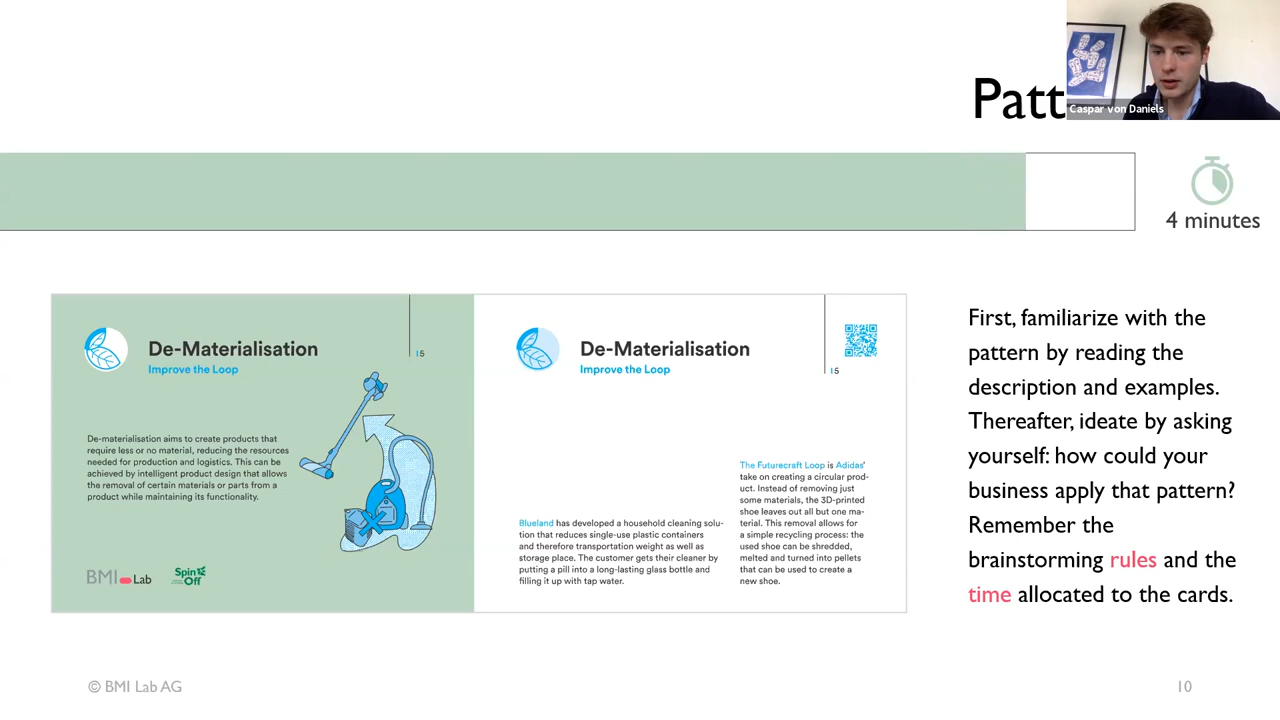 Patt
Caspar von Daniels
4 minutes
De-Materialisation
Improve the Loop
15
De-materialisation aims to create products that
require less or no material, reducing the resources
needed for production and logistics. This can be
achieved by intelligent product design that allows
the removal of certain materials or parts from a
product while maintaining its functionality.
BMI Lab
Spin Off
De-Materialisation
Improve the Loop
15
Blueland has developed a household cleaning solu-
tion that reduces single-use plastic containers
and therefore transportation weight as well as
storage place. The customer gets their cleaner by
putting a pill into a long-lasting glass bottle and
filling it up with tap water.
The Futurecraft Loop is Adidas'
take on creating a circular prod-
uct. Instead of removing just
some materials, the 3D-printed
shoe leaves out all but one ma-
terial. This removal allows for
a simple recycling process: the
used shoe can be shredded,
melted and turned into pellets
that can be used to create a
new shoe.
First, familiarize with the
pattern by reading the
description and examples.
Thereafter, ideate by asking
yourself: how could your
business apply that pattern?
Remember the
brainstorming rules and the
time allocated to the cards.
© BMI Lab AG
10